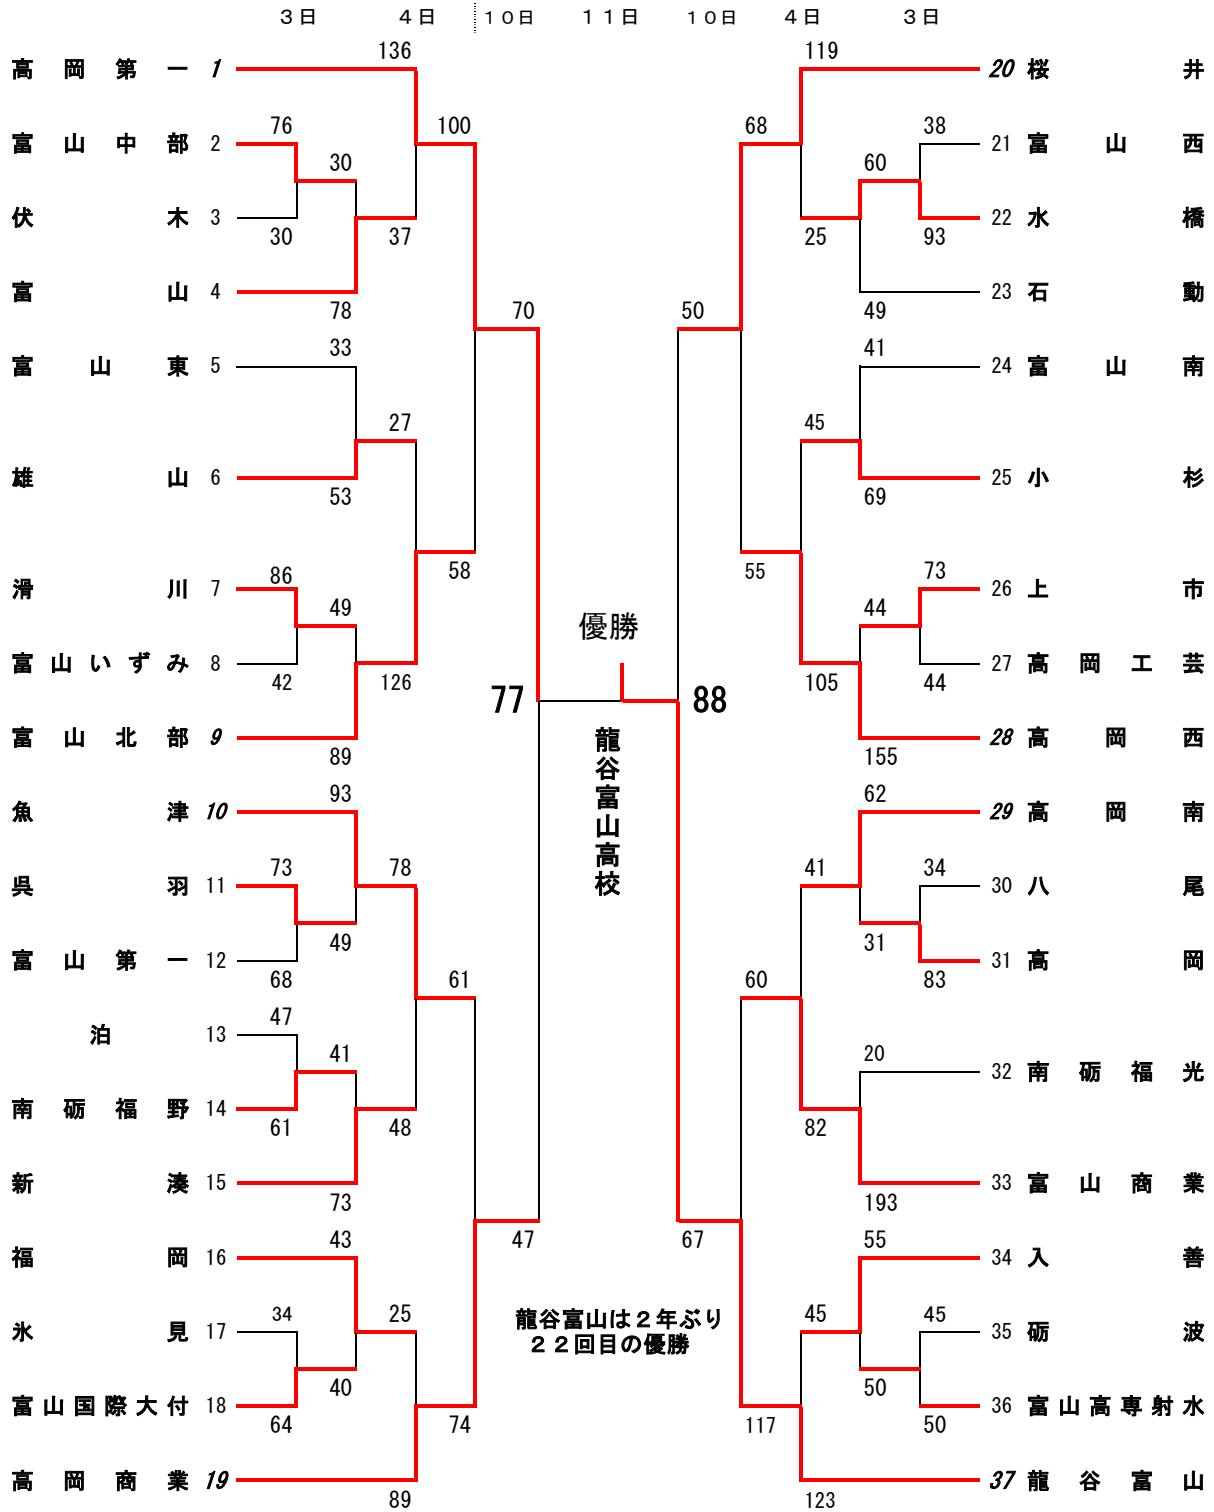 ３日 ４日 １０日 １１日 １０日 ４日 ３日
136 119
高岡第一 1 20 桜井
76 100 68 38
富山中部 2 21 富山西
30 60
伏木 3 22 水橋
30 37 25 93
富山 4 23 石動
78 70 50 49
33 41
富山東 5 24 富山南
27 45
雄山 6 25 小杉
53 69
86 58 55 73
滑川 7 26 上市
49 優勝 44
富山いずみ 8 27 高岡工芸
42 126 77 88 105 44
富山北部 9 28 高岡西
89 龍谷富山高校 155
93 62
魚津 10 29 高岡南
73 78 41 34
呉羽 11 30 八尾
49 31
富山第一 12 31 高岡
68 61 60 83
47
泊 13
41 20
32 南砺福光
南砺福野 14
61 48 82
新湊 15 33 富山商業
73 193
43 47 67 55
福岡 16 34 入善
34 25 龍谷富山は２年ぶり 45 45
氷見 17 ２２回目の優勝 35 砺波
40 50
富山国際大付 18 36 富山高専射水
64 74 117 50
高岡商業 19 37 龍谷富山
89 123